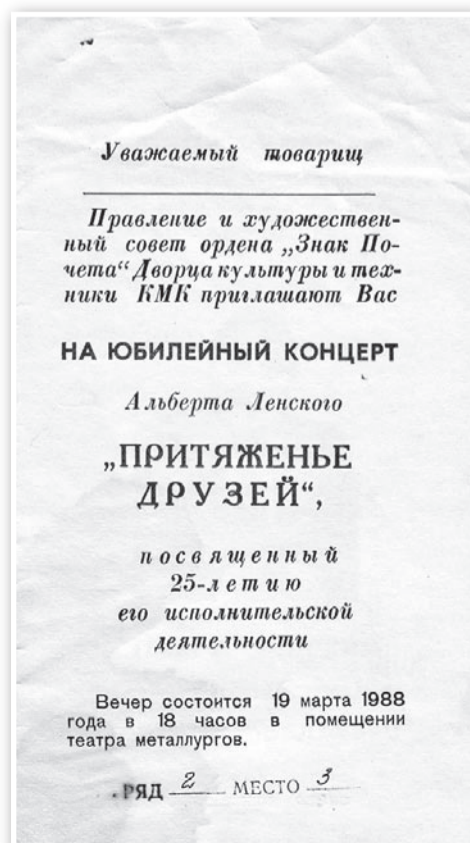 Уважаемый товарищ
Правление и художествен-
ный совет ордена „Знак По-
чета“ Дворца культуры и тех-
ники КМК приглашают Вас
НА ЮБИЛЕЙНЫЙ КОНЦЕРТ
Альберта Ленского
„ПРИТЯЖЕНЬЕ
ДРУЗЕЙ“,
посвященный
25-летию
его исполнительской
деятельности
Вечер состоится 19 марта 1988
года в 18 часов в помещении
театра металлургов.
РЯД 2 МЕСТО 3